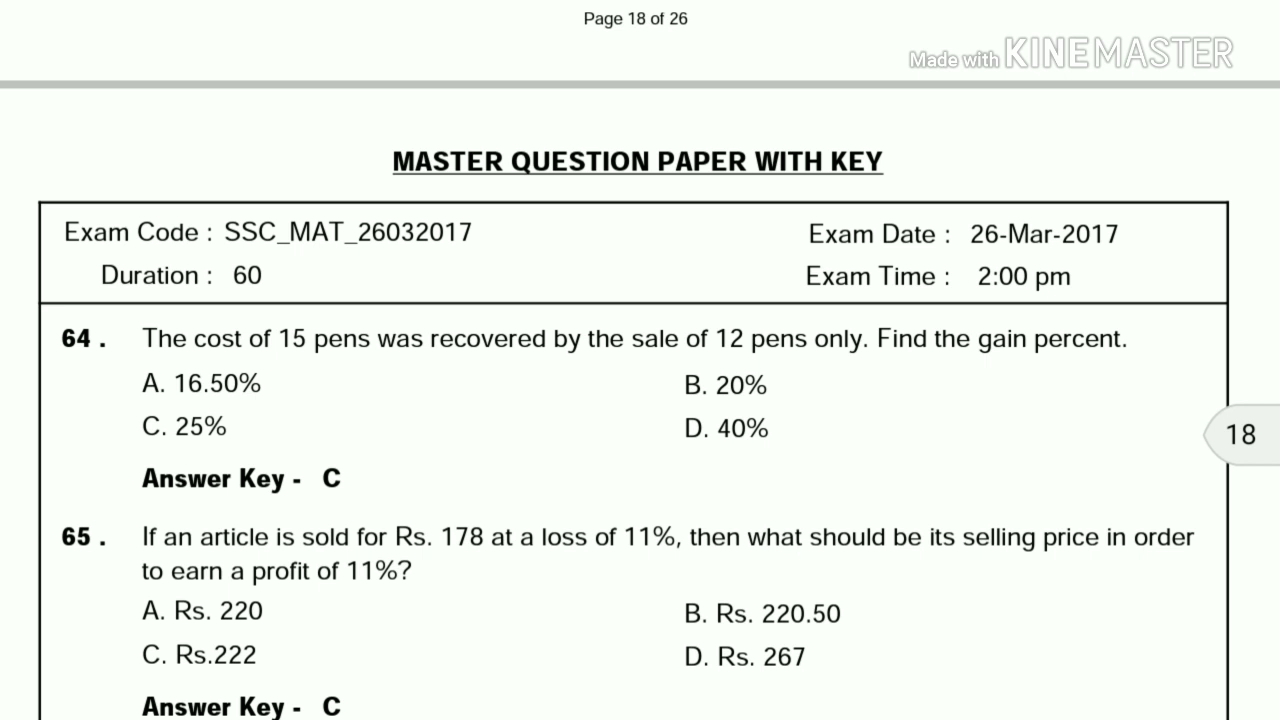 Page 18 of 26
Made with KINEMASTER
MASTER QUESTION PAPER WITH KEY
Exam Code : SSC_MAT_26032017 Exam Date : 26-Mar-2017
Duration : 60 Exam Time : 2:00 pm
64 . The cost of 15 pens was recovered by the sale of 12 pens only. Find the gain percent.
A. 16.50% B. 20%
C. 25% D. 40%
18
Answer Key - C
65 . If an article is sold for Rs. 178 at a loss of 11%, then what should be its selling price in order
to earn a profit of 11%?
A. Rs. 220 B. Rs. 220.50
C. Rs.222 D. Rs. 267
Answer Key - C